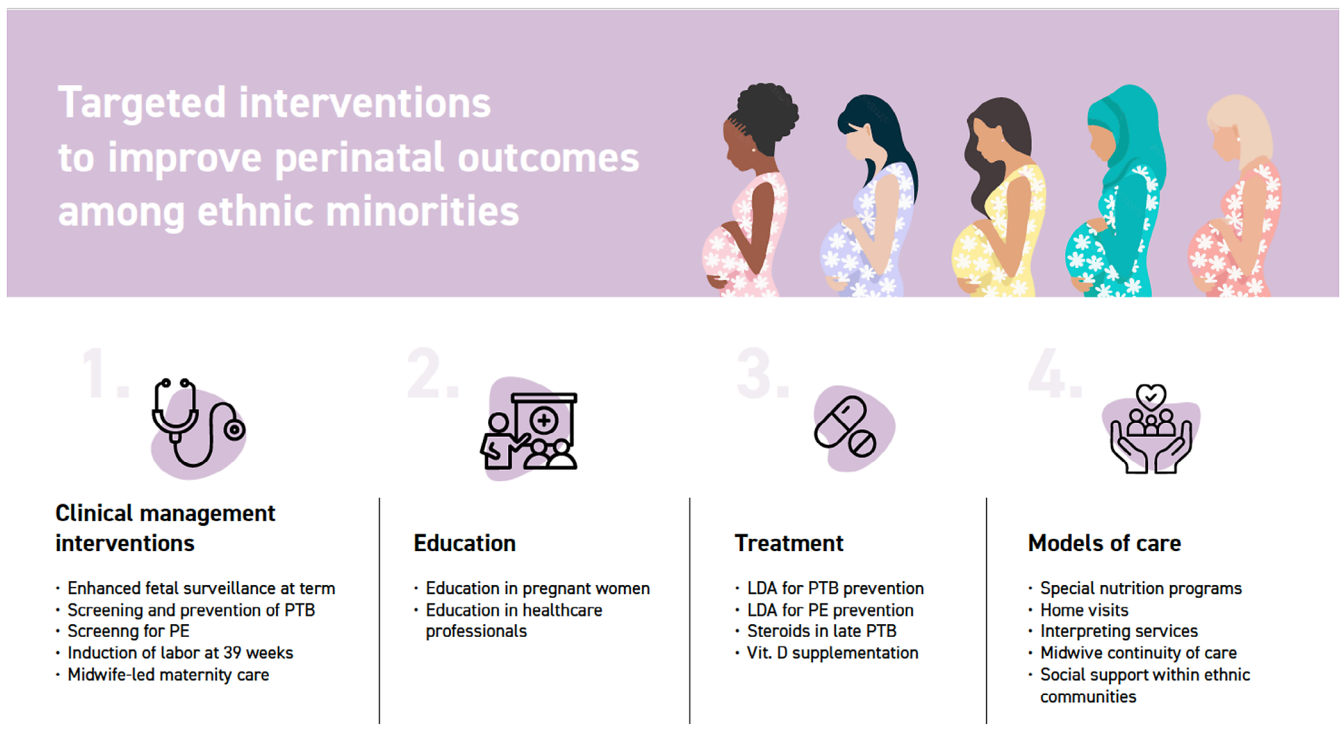 Targeted interventions
to improve perinatal outcomes
among ethnic minorities
1.
Clinical management
interventions
· Enhanced fetal surveillance at term
· Screening and prevention of PTB
· Screenng for PE
· Induction of labor at 39 weeks
· Midwife-led maternity care
2.
Education
· Education in pregnant women
· Education in healthcare
professionals
3.
Treatment
· LDA for PTB prevention
· LDA for PE prevention
· Steroids in late PTB
· Vit. D supplementation
4.
Models of care
· Special nutrition programs
· Home visits
· Interpreting services
· Midwive continuity of care
· Social support within ethnic
communities